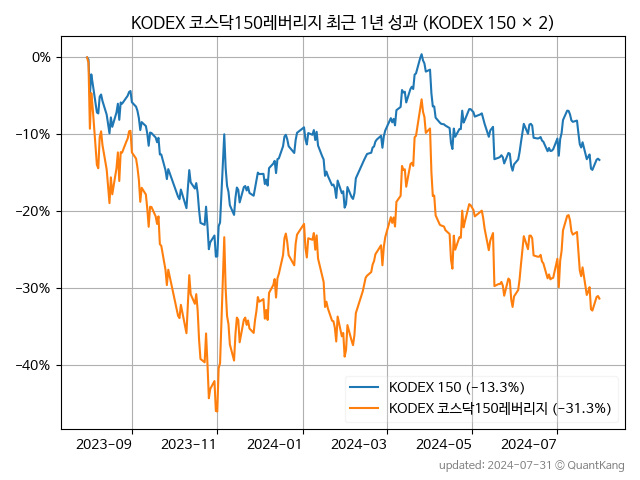 KODEX 코스닥150레버리지 최근 1년 성과 (KODEX 150 × 2)
0%
−10%
−20%
−30%
−40%
KODEX 150 (−13.3%)
KODEX 코스닥150레버리지 (−31.3%)
2023-09 2023-11 2024-01 2024-03 2024-05 2024-07
updated: 2024-07-31 © QuantKang